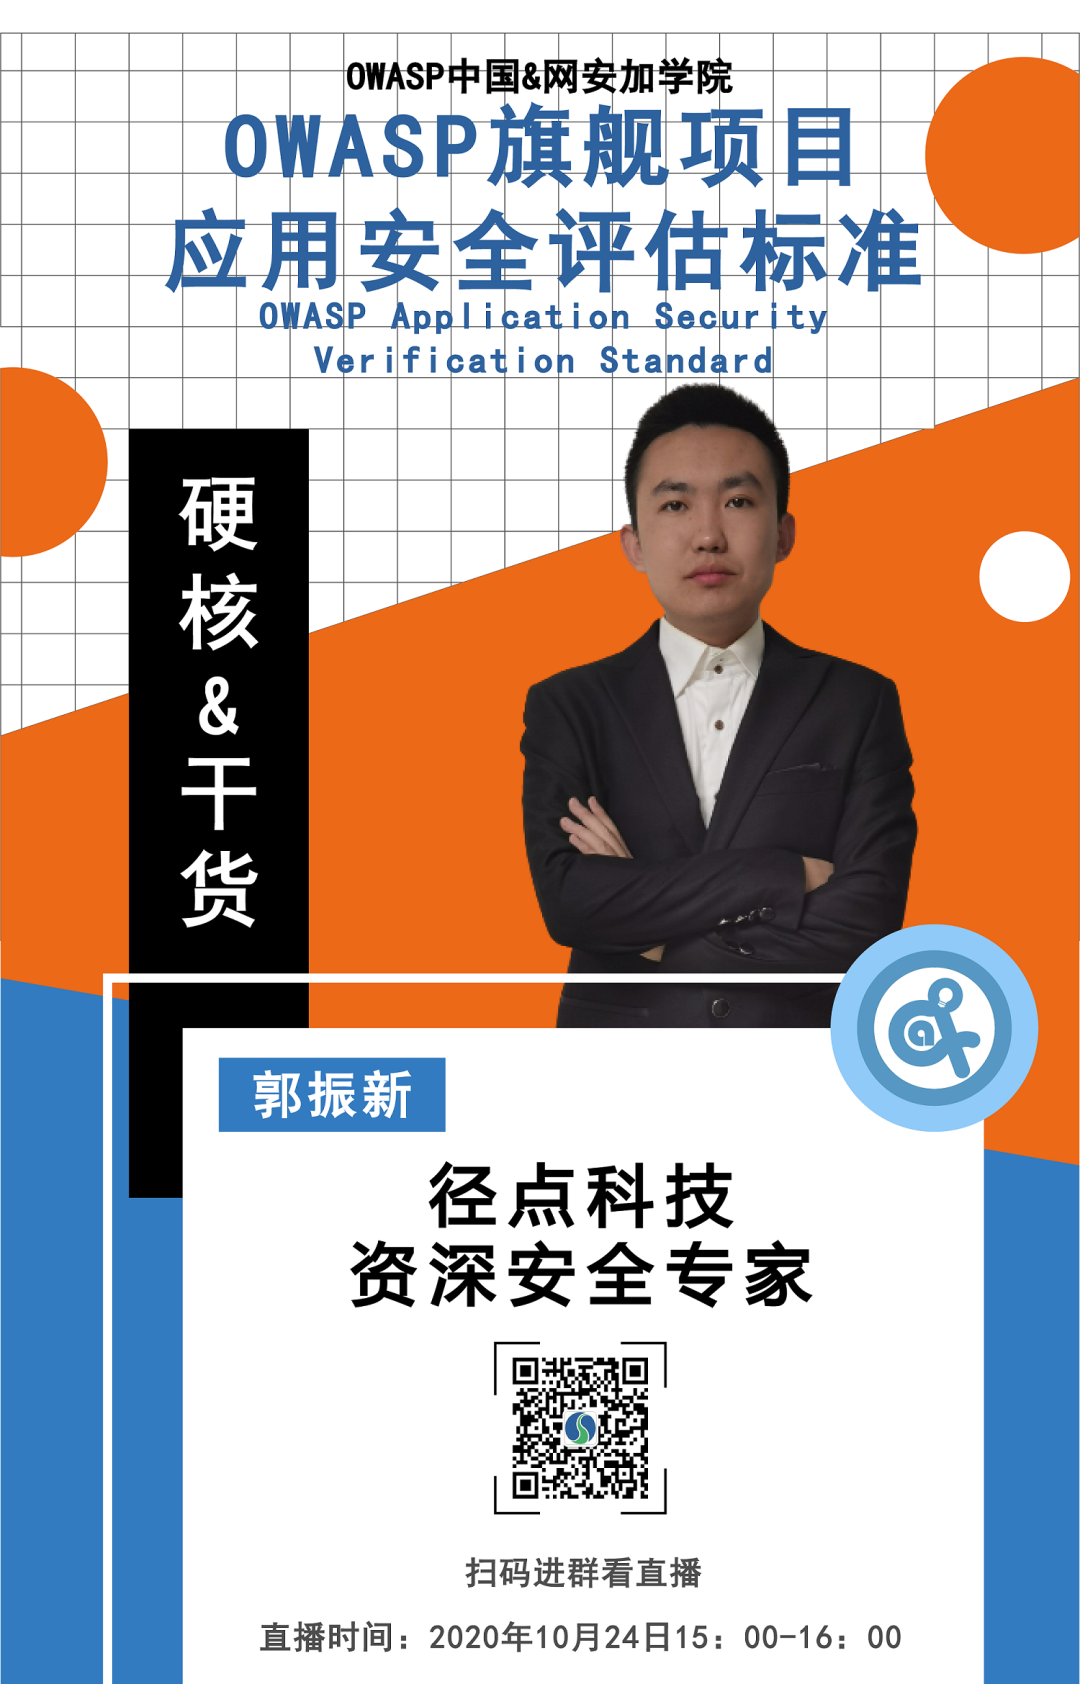 OWASP中国&网安加学院
OWASP旗舰项目
应用安全评估标准
OWASP Application Security
Verification Standard
硬
核
&
干
货
郭振新
径点科技
资深安全专家
扫码进群看直播
直播时间：2020年10月24日15：00-16：00